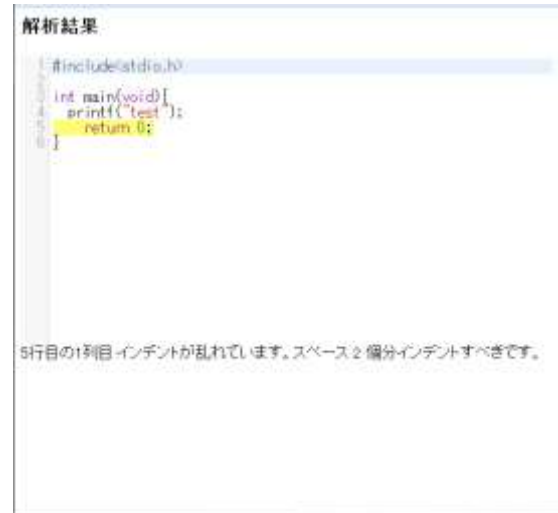 解析結果
1 #include<stdio.h>
2
3 int main(void){
4 printf("test");
5 return 0;
6 }
5行目の1列目 インデントが乱れています。スペース 2 個分インデントすべきです。